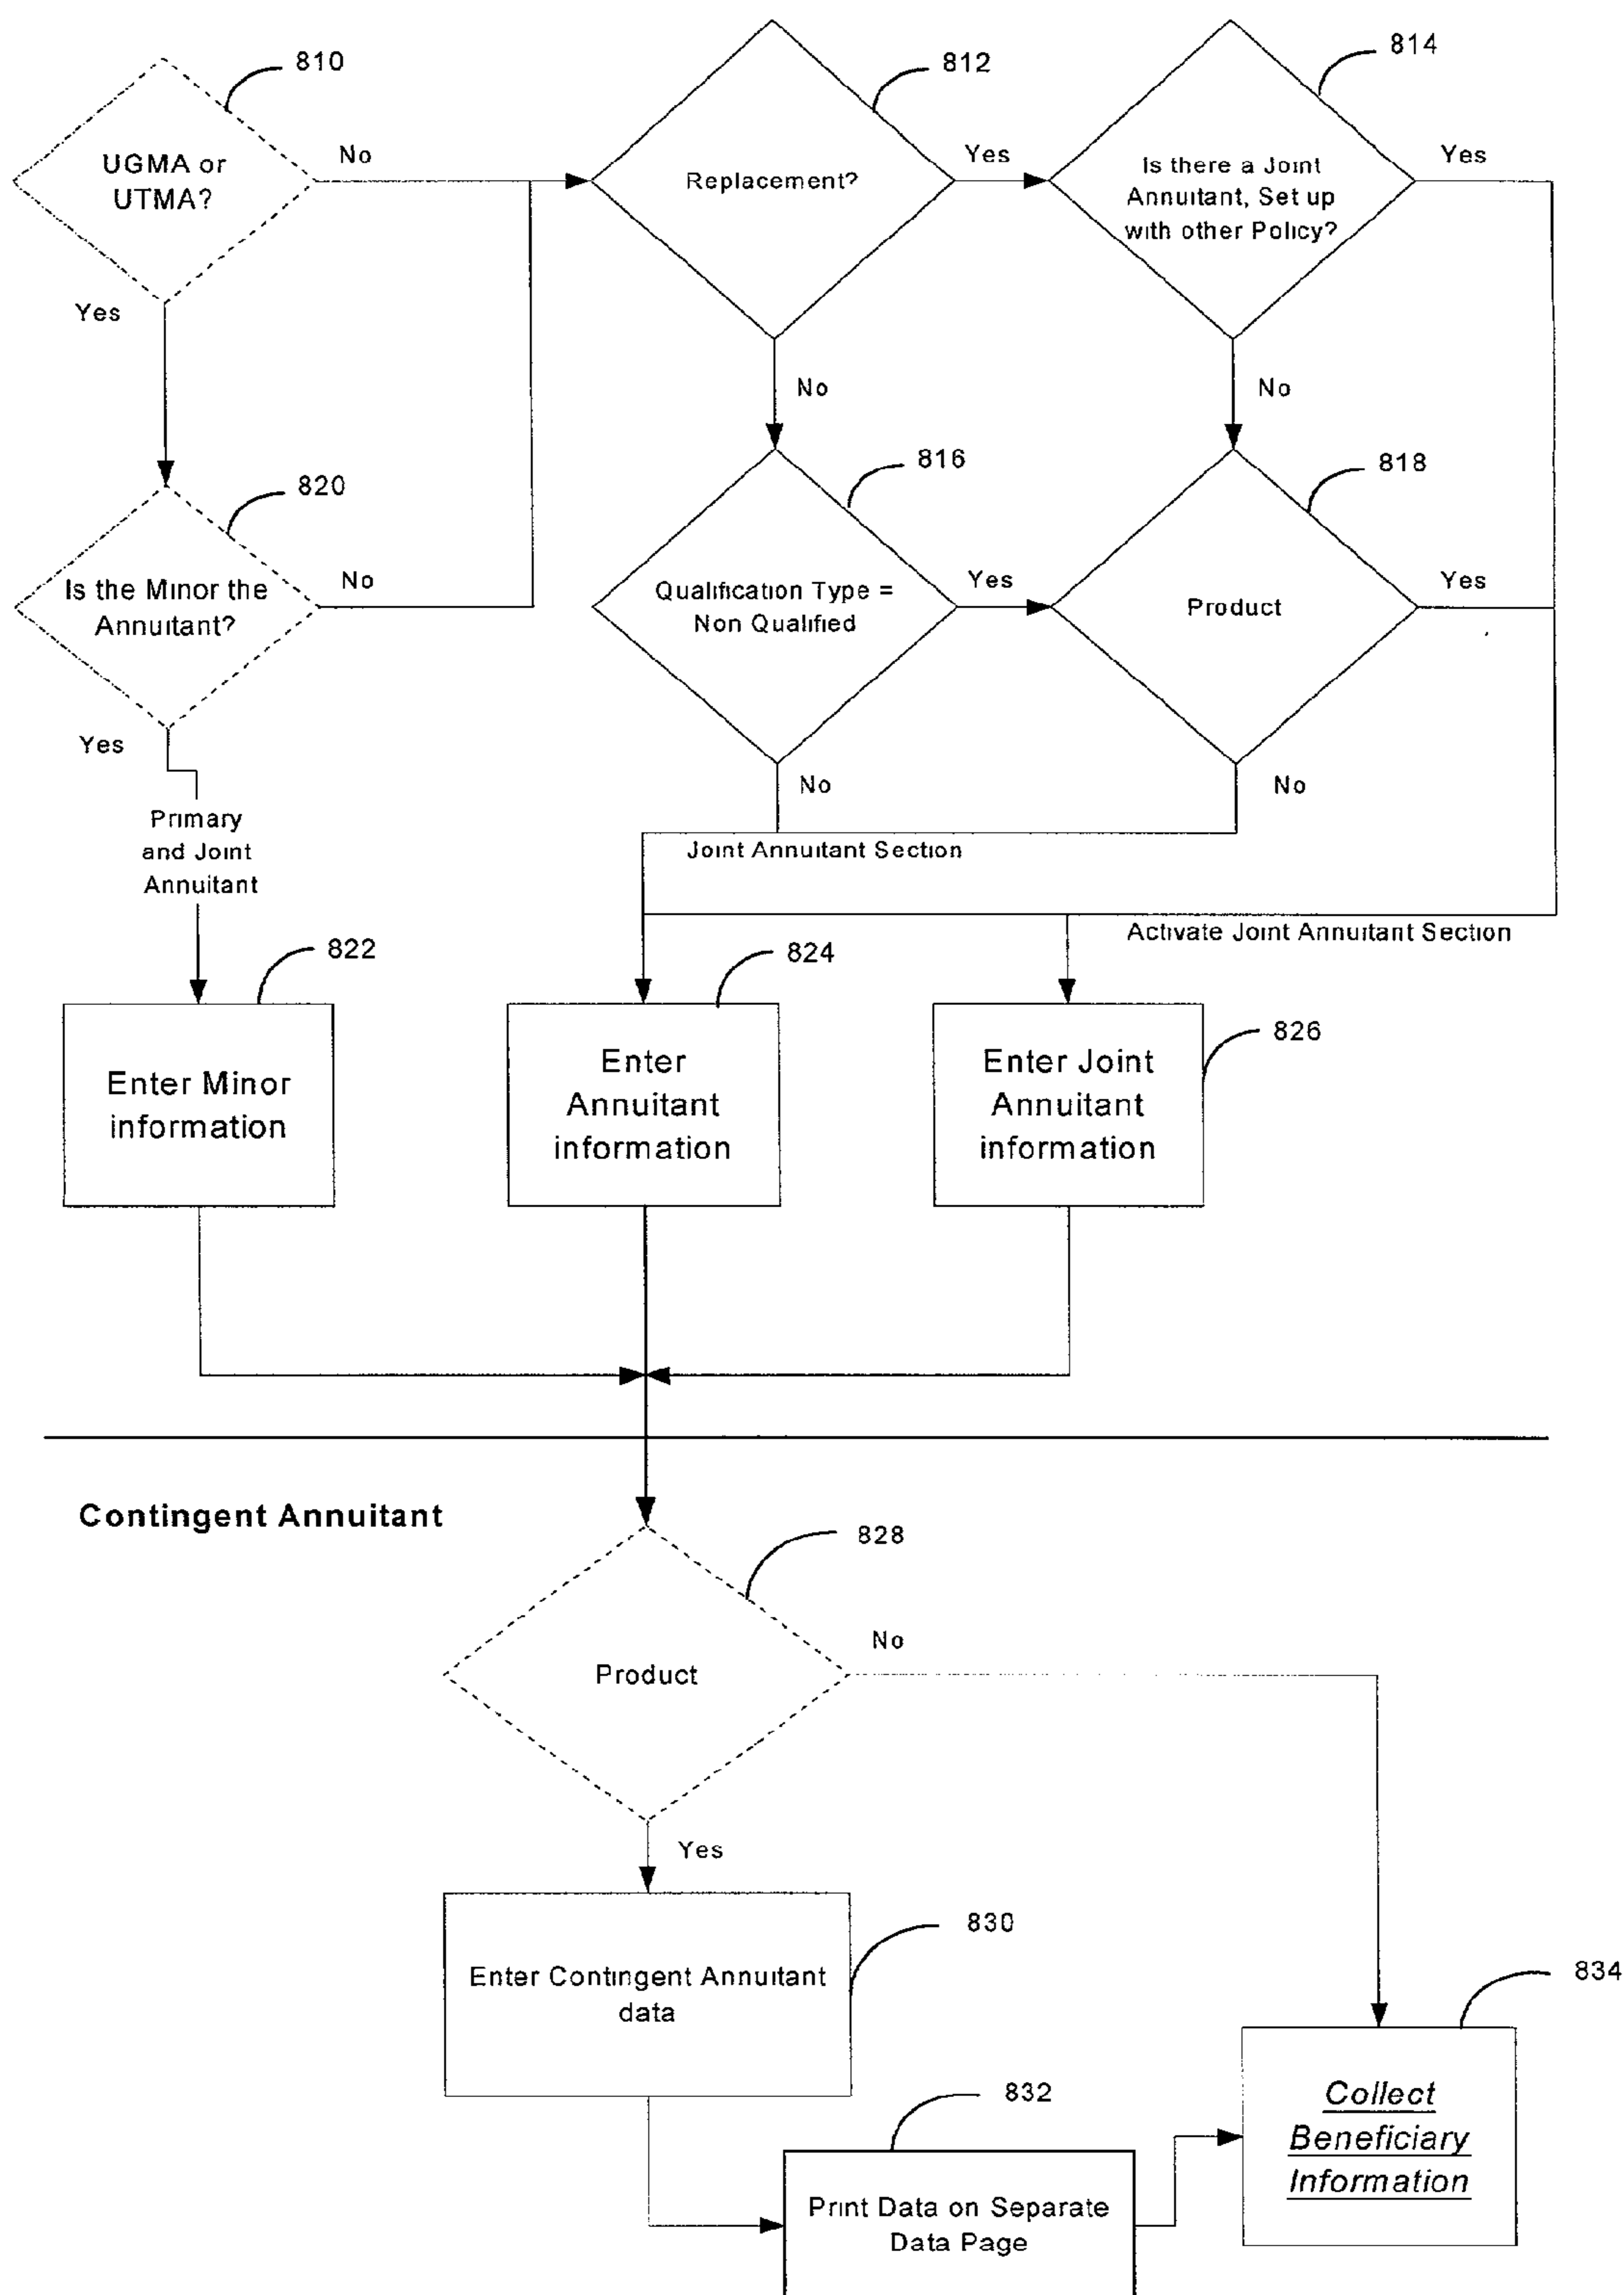 810
UGMA or
UTMA?
No
Yes
812
Replacement?
Yes
No
814
Is there a Joint
Annuitant, Set up
with other Policy?
Yes
No
820
Is the Minor the
Annuitant?
No
Yes
816
Qualification Type =
Non Qualified
Yes
No
818
Product
Yes
No
Primary
and Joint
Annuitant
Joint Annuitant Section
Activate Joint Annuitant Section
822
Enter Minor
information
824
Enter
Annuitant
information
826
Enter Joint
Annuitant
information
Contingent Annuitant
828
Product
No
Yes
830
Enter Contingent Annuitant
data
832
Print Data on Separate
Data Page
834
Collect
Beneficiary
Information